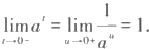 lim a^t = lim 1/a^u = 1.
t→0− u→0+